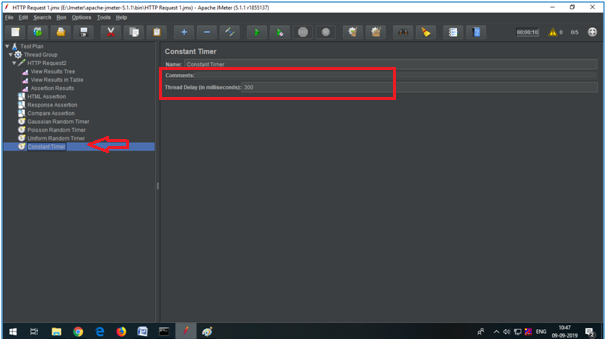 HTTP Request 1.jmx (E:\Jmeter\apache-jmeter-5.1.1\bin\HTTP Request 1.jmx) - Apache JMeter (5.1.1 r1855137)
File Edit Search Run Options Tools Help
00:00:10 0 0/5
Test Plan
Thread Group
HTTP Request2
View Results Tree
View Results in Table
Assertion Results
HTML Assertion
Response Assertion
Compare Assertion
Gaussian Random Timer
Poisson Random Timer
Uniform Random Timer
Constant Timer
Constant Timer
Name: Constant Timer
Comments:
Thread Delay (in milliseconds): 300
ENG
10:47
09-09-2019